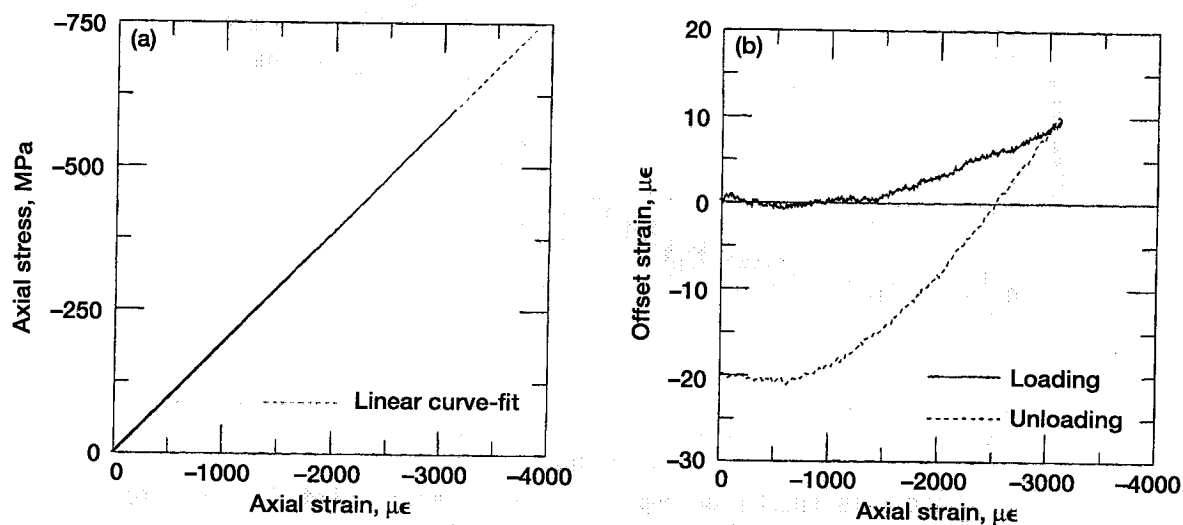 (a)
-750
-500
-250
0
Axial stress, MPa
Linear curve-fit
0 -1000 -2000 -3000 -4000
Axial strain, µϵ
(b)
20
10
0
-10
-20
-30
Offset strain, µϵ
Loading
Unloading
0 -1000 -2000 -3000 -4000
Axial strain, µϵ